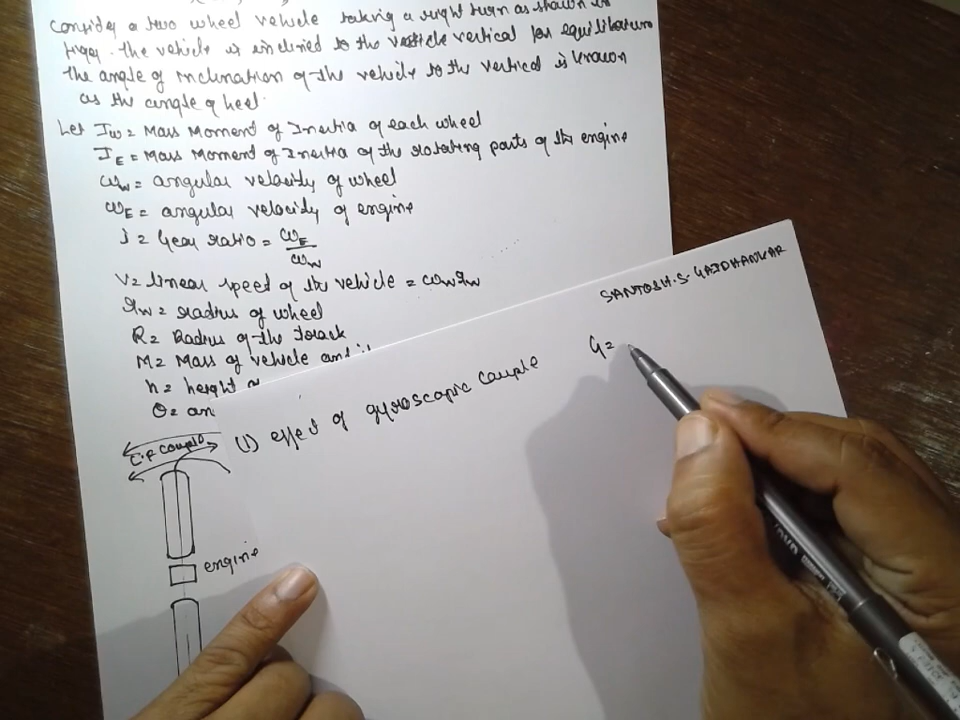 Consider a two wheel vehicle taking a right turn as shown in
figer. the vehicle is inclined to the vertical for equilibrium
the angle of inclination of the vehicle to the vertical is known
as the angle of heel.
Let Iw = Mass Moment of Inertia of each wheel
IE = Mass Moment of Inertia of the rotating parts of the engine
ωw = angular velocity of wheel
ωE = angular velocity of engine
J = Gear ratio = ωE/ωw
V = linear speed of the vehicle = ωw rw
rw = radius of wheel
R = Radius of the track
M = Mass of vehicle and
h = height
θ = an
C.F couple
engine
SANTOSH.S.GAIDHANKAR
(1) effect of gyroscopic couple
G =